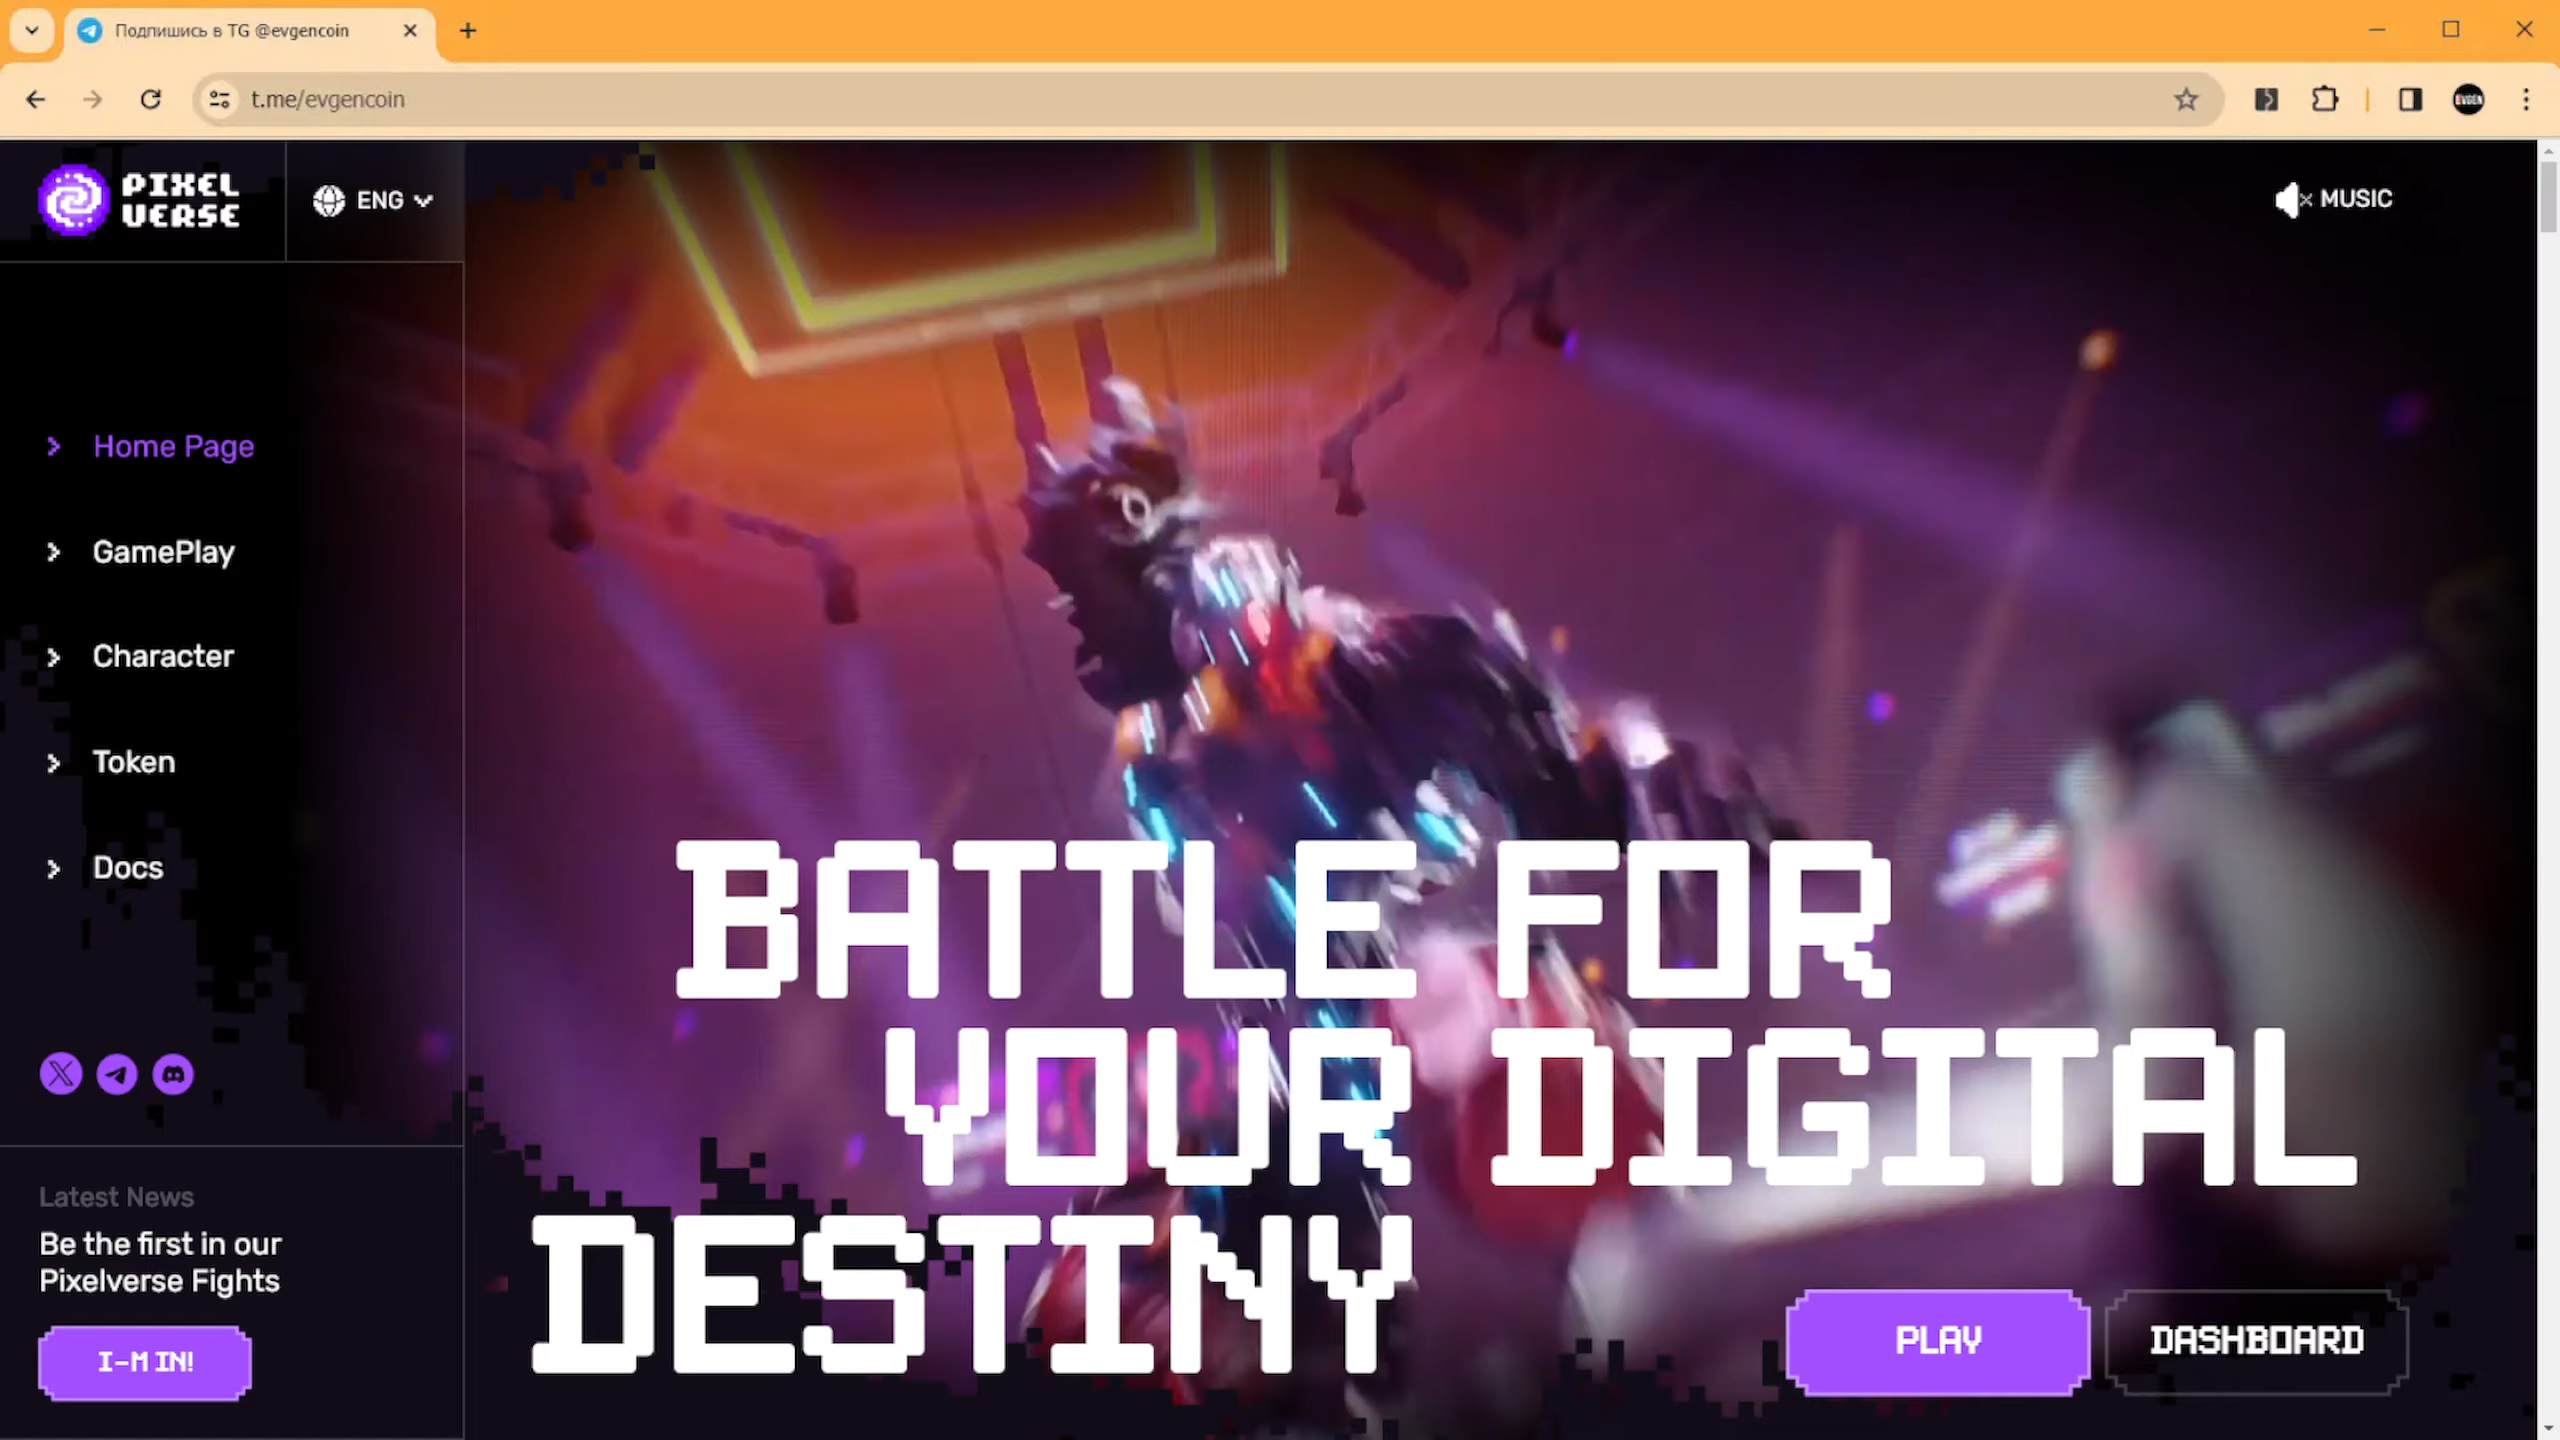 Подпишись в TG @evgencoin
t.me/evgencoin
EVGEN
PIXEL
VERSE
ENG
MUSIC
Home Page
GamePlay
Character
Token
Docs
Latest News
Be the first in our
Pixelverse Fights
I-M IN!
BATTLE FOR
YOUR DIGITAL
DESTINY
PLAY
DASHBOARD